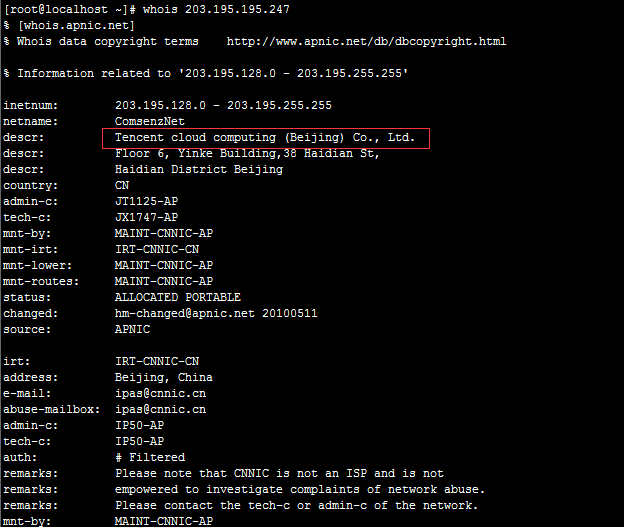 [root@localhost ~]# whois 203.195.195.247
% [whois.apnic.net]
% Whois data copyright terms    http://www.apnic.net/db/dbcopyright.html

% Information related to '203.195.128.0 - 203.195.255.255'

inetnum:        203.195.128.0 - 203.195.255.255
netname:        ComsenzNet
descr:          Tencent cloud computing (Beijing) Co., Ltd.
descr:          Floor 6, Yinke Building,38 Haidian St,
descr:          Haidian District Beijing
country:        CN
admin-c:        JT1125-AP
tech-c:         JX1747-AP
mnt-by:         MAINT-CNNIC-AP
mnt-irt:        IRT-CNNIC-CN
mnt-lower:      MAINT-CNNIC-AP
mnt-routes:     MAINT-CNNIC-AP
status:         ALLOCATED PORTABLE
changed:        hm-changed@apnic.net 20100511
source:         APNIC

irt:            IRT-CNNIC-CN
address:        Beijing, China
e-mail:         ipas@cnnic.cn
abuse-mailbox:  ipas@cnnic.cn
admin-c:        IP50-AP
tech-c:         IP50-AP
auth:           # Filtered
remarks:        Please note that CNNIC is not an ISP and is not
remarks:        empowered to investigate complaints of network abuse.
remarks:        Please contact the tech-c or admin-c of the network.
mnt-by:         MAINT-CNNIC-AP